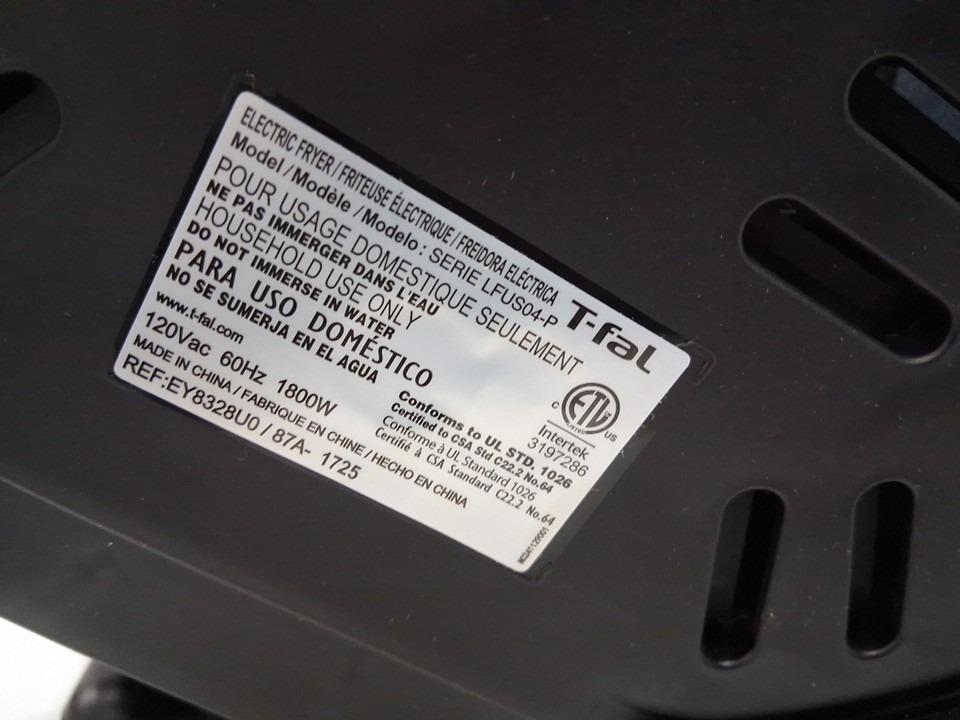 ELECTRIC FRYER / FRITEUSE ÉLECTRIQUE / FREIDORA ELÉCTRICA
Model / Modèle / Modelo : SERIE LFUS04-P
T-faL
POUR USAGE DOMESTIQUE SEULEMENT
NE PAS IMMERGER DANS L'EAU
HOUSEHOLD USE ONLY
DO NOT IMMERSE IN WATER
PARA USO DOMÉSTICO
NO SE SUMERJA EN EL AGUA
www.t-fal.com
120Vac 60Hz 1800W
MADE IN CHINA / FABRIQUE EN CHINE / HECHO EN CHINA
REF:EY8328U0 / 87A- 1725
Conforms to UL STD. 1026
Certified to CSA Std C22.2 No.64
Conforme à UL Standard 1026
Certifié à CSA Standard C22.2 No.64
C ETL US
Intertek
3197286